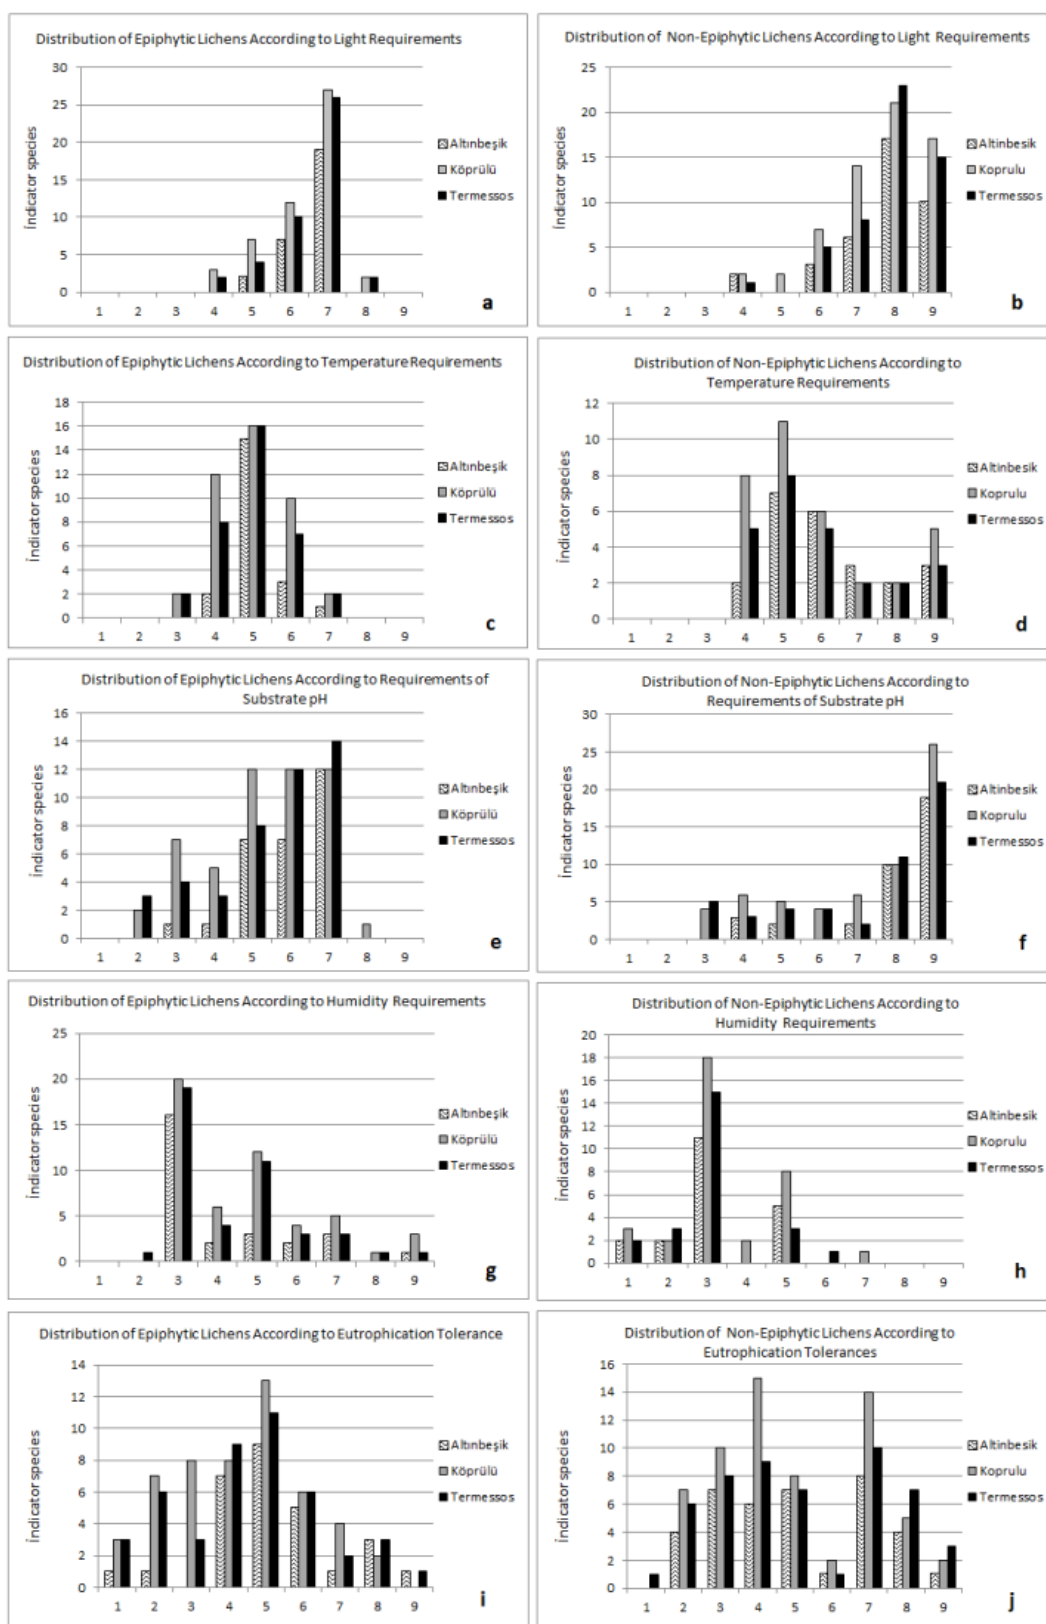 Distribution of Epiphytic Lichens According to Light Requirements
30
25
20
15
10
5
0
İndicator species
1 2 3 4 5 6 7 8 9
Altınbeşik
Köprülü
Termessos
a
Distribution of Non-Epiphytic Lichens According to Light Requirements
25
20
15
10
5
0
İndicator species
1 2 3 4 5 6 7 8 9
Altinbesik
Koprulu
Termessos
b
Distribution of Epiphytic Lichens According to Temperature Requirements
18
16
14
12
10
8
6
4
2
0
İndicator species
1 2 3 4 5 6 7 8 9
Altınbeşik
Köprülü
Termessos
c
Distribution of Non-Epiphytic Lichens According to
Temperature Requirements
12
10
8
6
4
2
0
İndicator species
1 2 3 4 5 6 7 8 9
Altinbesik
Koprulu
Termessos
d
Distribution of Epiphytic Lichens According to Requirements of
Substrate pH
16
14
12
10
8
6
4
2
0
İndicator species
1 2 3 4 5 6 7 8 9
Altınbeşik
Köprülü
Termessos
e
Distribution of Non-Epiphytic Lichens According to
Requirements of Substrate pH
30
25
20
15
10
5
0
İndicator species
1 2 3 4 5 6 7 8 9
Altinbesik
Koprulu
Termessos
f
Distribution of Epiphytic Lichens According to Humidity Requirements
25
20
15
10
5
0
İndicator species
1 2 3 4 5 6 7 8 9
Altınbeşik
Köprülü
Termessos
g
Distribution of Non-Epiphytic Lichens According to
Humidity Requirements
20
18
16
14
12
10
8
6
4
2
0
İndicator species
1 2 3 4 5 6 7 8 9
Altinbesik
Koprulu
Termessos
h
Distribution of Epiphytic Lichens According to Eutrophication Tolerance
14
12
10
8
6
4
2
0
İndicator species
1 2 3 4 5 6 7 8 9
Altınbeşik
Köprülü
Termessos
i
Distribution of Non-Epiphytic Lichens According to
Eutrophication Tolerances
16
14
12
10
8
6
4
2
0
İndicator species
1 2 3 4 5 6 7 8 9
Altinbesik
Koprulu
Termessos
j